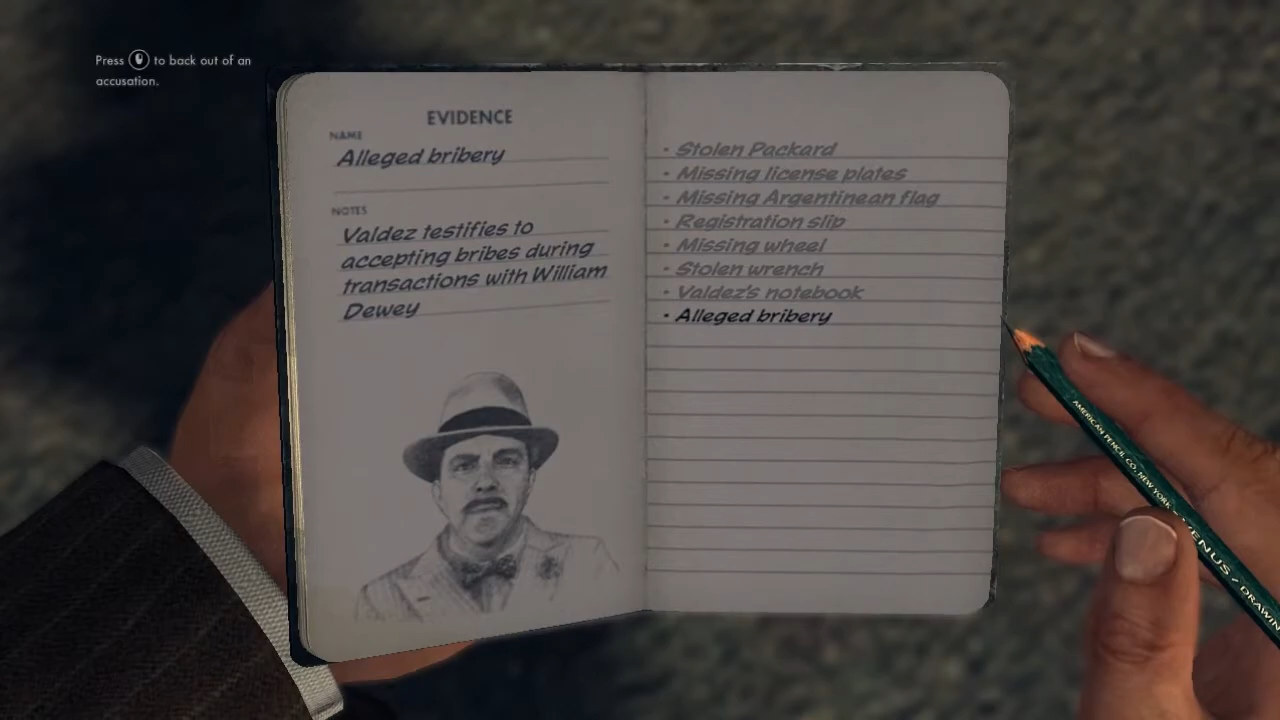 Press to back out of an
accusation.
EVIDENCE
NAME
Alleged bribery
NOTES
Valdez testifies to
accepting bribes during
transactions with William
Dewey
• Stolen Packard
• Missing license plates
• Missing Argentinean flag
• Registration slip
• Missing wheel
• Stolen wrench
• Valdez's notebook
• Alleged bribery
AMERICAN PENCIL CO. NEW YORK
VENUS / DRAWIN